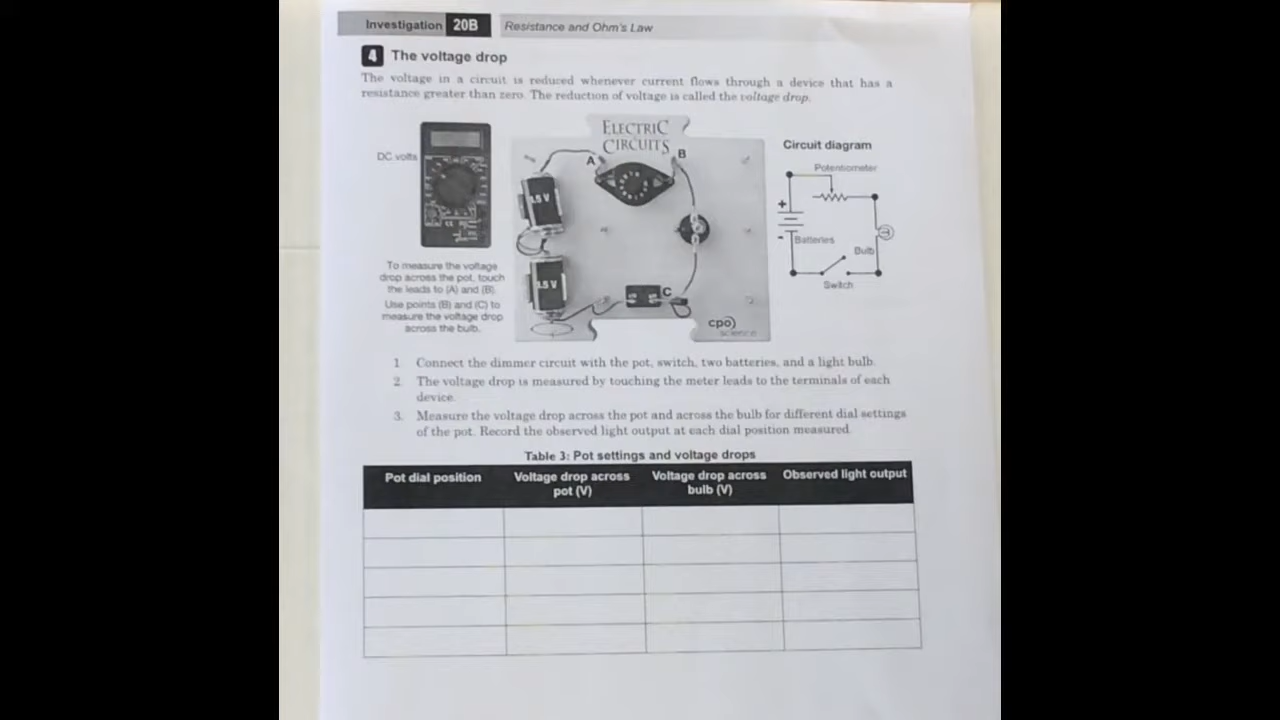 Investigation 20B Resistance and Ohm's Law
4 The voltage drop
The voltage in a circuit is reduced whenever current flows through a device that has a
resistance greater than zero. The reduction of voltage is called the voltage drop.
DC volts
To measure the voltage
drop across the pot, touch
the leads to (A) and (B).
Use points (B) and (C) to
measure the voltage drop
across the bulb.
ELECTRIC
CIRCUITS
A
B
1.5 V
1.5 V
C
cpo
science
Circuit diagram
Potentiometer
+
-
Batteries
Bulb
Switch
1. Connect the dimmer circuit with the pot, switch, two batteries, and a light bulb.
2. The voltage drop is measured by touching the meter leads to the terminals of each
device.
3. Measure the voltage drop across the pot and across the bulb for different dial settings
of the pot. Record the observed light output at each dial position measured.
Table 3: Pot settings and voltage drops
Pot dial position Voltage drop across Voltage drop across Observed light output
pot (V) bulb (V)